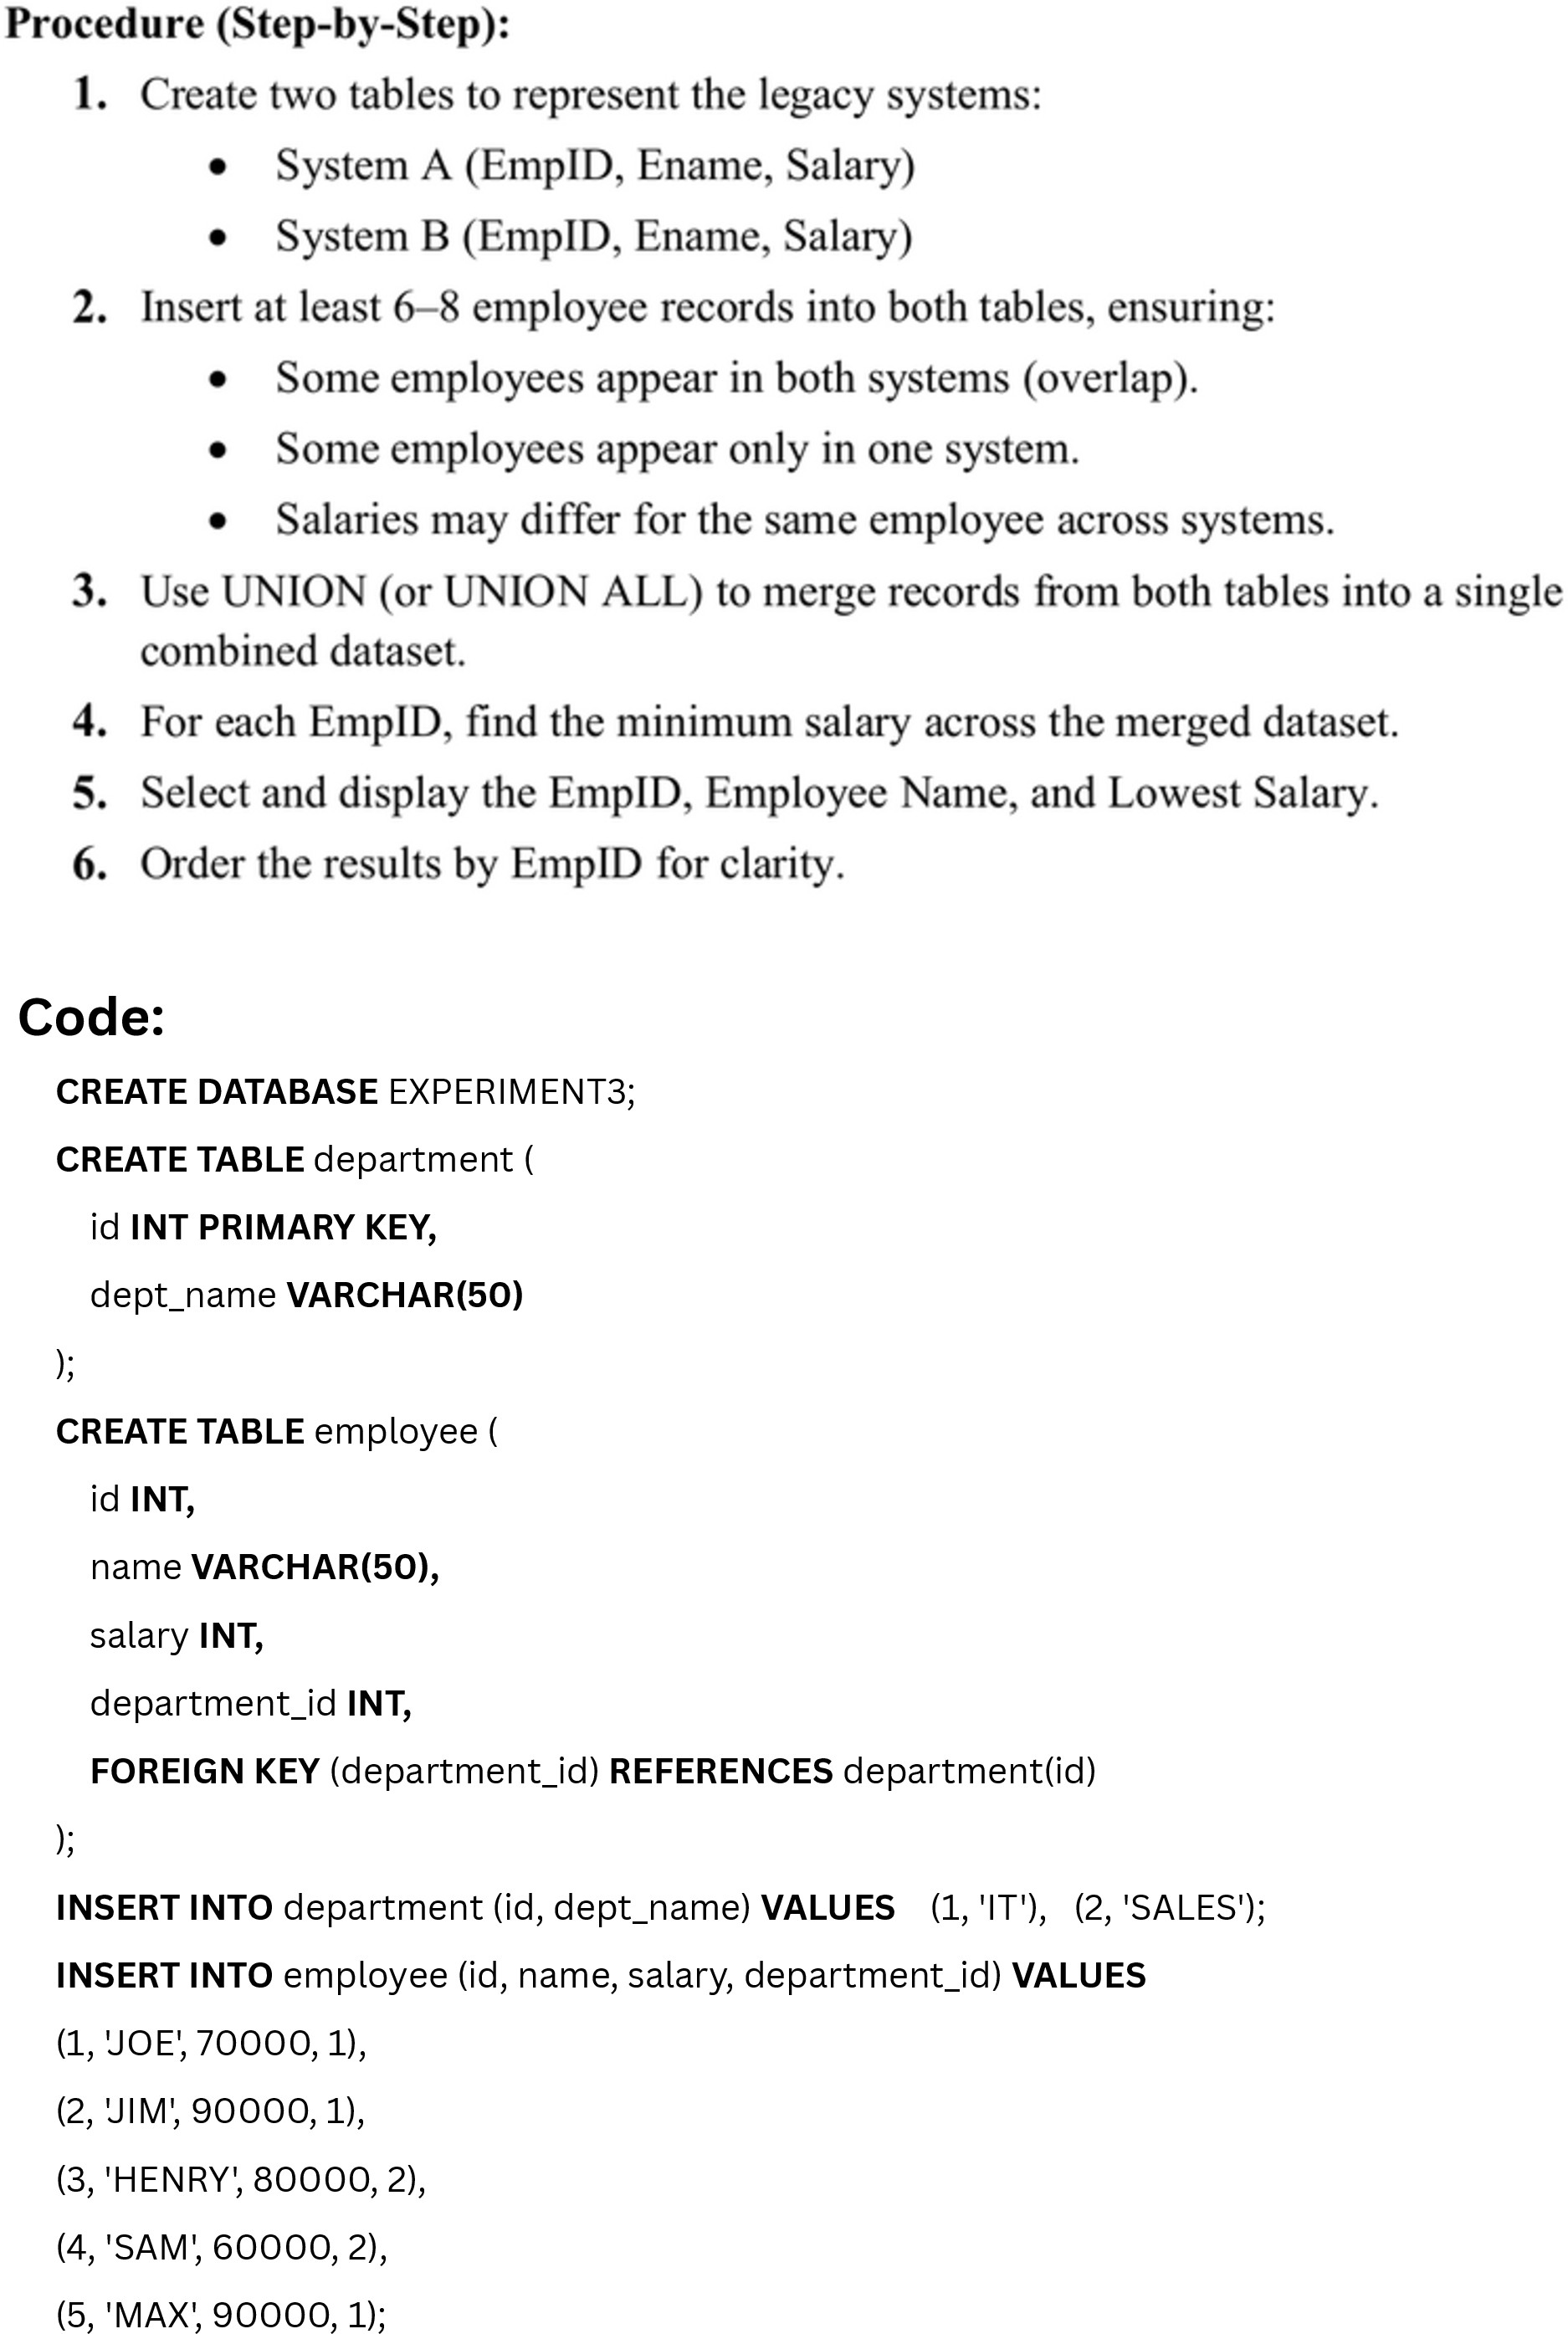 Procedure (Step-by-Step):
1. Create two tables to represent the legacy systems:
• System A (EmpID, Ename, Salary)
• System B (EmpID, Ename, Salary)
2. Insert at least 6–8 employee records into both tables, ensuring:
• Some employees appear in both systems (overlap).
• Some employees appear only in one system.
• Salaries may differ for the same employee across systems.
3. Use UNION (or UNION ALL) to merge records from both tables into a single
combined dataset.
4. For each EmpID, find the minimum salary across the merged dataset.
5. Select and display the EmpID, Employee Name, and Lowest Salary.
6. Order the results by EmpID for clarity.
Code:
CREATE DATABASE EXPERIMENT3;
CREATE TABLE department (
id INT PRIMARY KEY,
dept_name VARCHAR(50)
);
CREATE TABLE employee (
id INT,
name VARCHAR(50),
salary INT,
department_id INT,
FOREIGN KEY (department_id) REFERENCES department(id)
);
INSERT INTO department (id, dept_name) VALUES (1, 'IT'), (2, 'SALES');
INSERT INTO employee (id, name, salary, department_id) VALUES
(1, 'JOE', 70000, 1),
(2, 'JIM', 90000, 1),
(3, 'HENRY', 80000, 2),
(4, 'SAM', 60000, 2),
(5, 'MAX', 90000, 1);